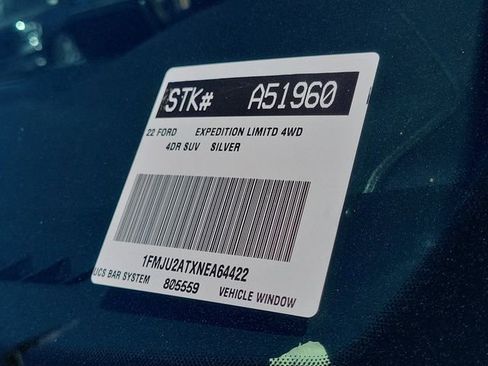 STK# A51960
22 FORD EXPEDITION LIMITD 4WD
4DR SUV SILVER
1FMJU2ATXNEA64422
UCS BAR SYSTEM 805559 VEHICLE WINDOW